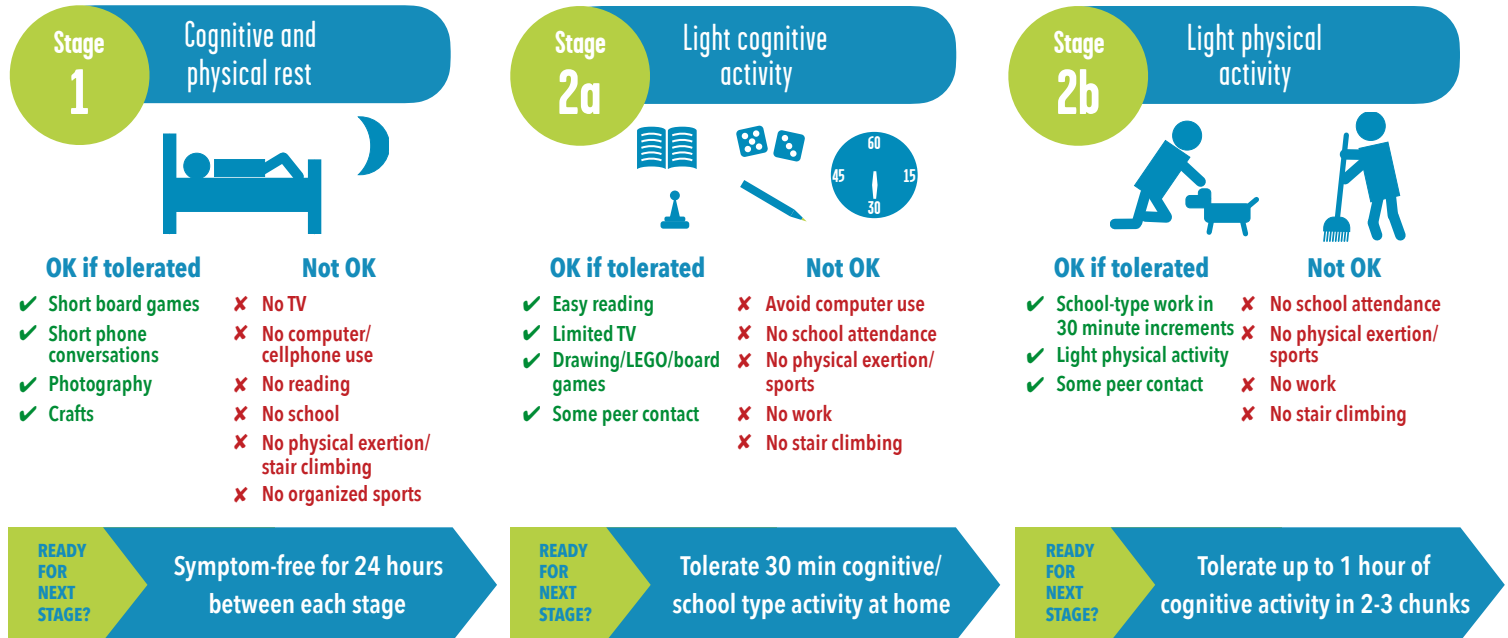 Stage
1
Cognitive and
physical rest
OK if tolerated
✔ Short board games
✔ Short phone
conversations
✔ Photography
✔ Crafts
Not OK
✘ No TV
✘ No computer/
cellphone use
✘ No reading
✘ No school
✘ No physical exertion/
stair climbing
✘ No organized sports
READY
FOR
NEXT
STAGE?
Symptom-free for 24 hours
between each stage
Stage
2a
Light cognitive
activity
60
15
30
45
OK if tolerated
✔ Easy reading
✔ Limited TV
✔ Drawing/LEGO/board
games
✔ Some peer contact
Not OK
✘ Avoid computer use
✘ No school attendance
✘ No physical exertion/
sports
✘ No work
✘ No stair climbing
READY
FOR
NEXT
STAGE?
Tolerate 30 min cognitive/
school type activity at home
Stage
2b
Light physical
activity
OK if tolerated
✔ School-type work in
30 minute increments
✔ Light physical activity
✔ Some peer contact
Not OK
✘ No school attendance
✘ No physical exertion/
sports
✘ No work
✘ No stair climbing
READY
FOR
NEXT
STAGE?
Tolerate up to 1 hour of
cognitive activity in 2-3 chunks